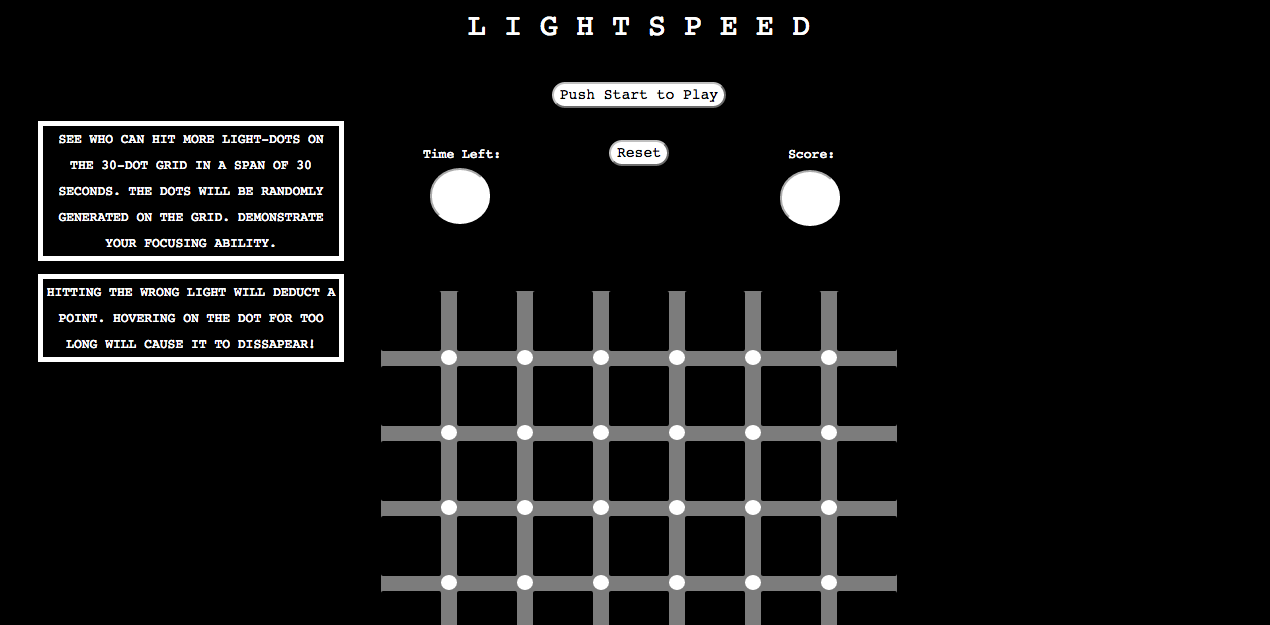 L I G H T S P E E D
Push Start to Play
SEE WHO CAN HIT MORE LIGHT-DOTS ON
THE 30-DOT GRID IN A SPAN OF 30
SECONDS. THE DOTS WILL BE RANDOMLY
GENERATED ON THE GRID. DEMONSTRATE
YOUR FOCUSING ABILITY.
HITTING THE WRONG LIGHT WILL DEDUCT A
POINT. HOVERING ON THE DOT FOR TOO
LONG WILL CAUSE IT TO DISSAPEAR!
Time Left:
Reset
Score: